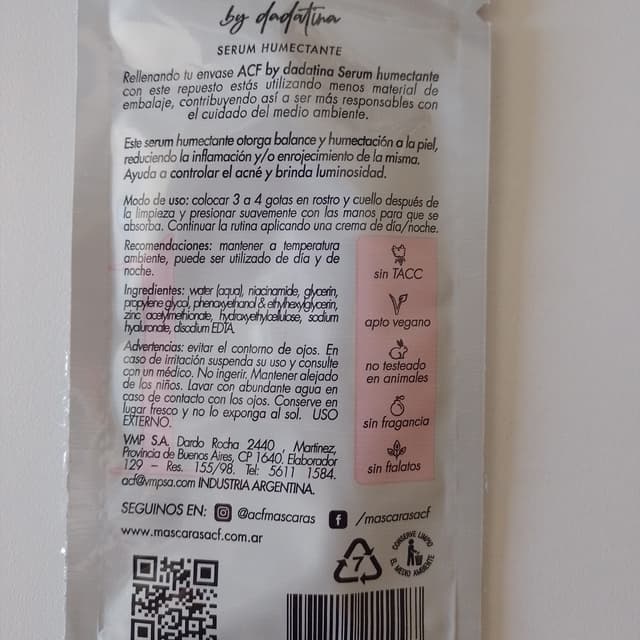 by dadatina
SERUM HUMECTANTE
Rellenando tu envase ACF by dadatina Serum humectante
con este repuesto estás utilizando menos material de
embalaje, contribuyendo así a ser más responsables con
el cuidado del medio ambiente.
Este serum humectante otorga balance y humectación a la piel,
reduciendo la inflamación y/o enrojecimiento de la misma.
Ayuda a controlar el acné y brinda luminosidad.
Modo de uso: colocar 3 a 4 gotas en rostro y cuello después de
la limpieza y presionar suavemente con las manos para que se
absorba. Continuar la rutina aplicando una crema de día/noche.
Recomendaciones: mantener a temperatura
ambiente, puede ser utilizado de día y de
noche.
Ingredientes: water (aqua), niacinamide, glycerin,
propylene glycol, phenoxyethanol & ethylhexylglycerin,
zinc acetylmethionate, hydroxyethylcellulose, sodium
hyaluronate, disodium EDTA.
Advertencias: evitar el contorno de ojos. En
caso de irritación suspenda su uso y consulte
con un médico. No ingerir. Mantener alejado
de los niños. Lavar con abundante agua en
caso de contacto con los ojos. Conserve en
lugar fresco y no lo exponga al sol. USO
EXTERNO.
VMP S.A. Dardo Rocha 2440 , Martinez,
Provincia de Buenos Aires, CP 1640, Elaborador
129 – Res. 155/98. Tel: 5611 1584.
acf@vmpsa.com INDUSTRIA ARGENTINA.
sin TACC
apto vegano
no testeado
en animales
sin fragancia
sin ftalatos
SEGUINOS EN: @acfmascaras f /mascarasacf
www.mascarasacf.com.ar
7
CONSERVE LIMPIO
EL MEDIO AMBIENTE